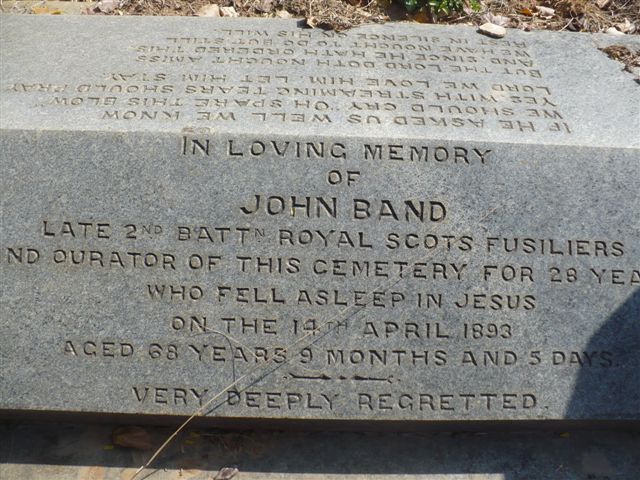 IN LOVING MEMORY
OF
JOHN BAND
LATE 2ND BATTN ROYAL SCOTS FUSILIERS
ND CURATOR OF THIS CEMETERY FOR 28 YEA
WHO FELL ASLEEP IN JESUS
ON THE 14TH APRIL 1893
AGED 68 YEARS 9 MONTHS AND 5 DAYS.
VERY DEEPLY REGRETTED.
IF HE ASKED US WELL WE KNOW
WE SHOULD CRY, "OH SPARE THIS BLOW"
YES WITH STREAMING TEARS SHOULD PRAY
LORD WE LOVE HIM LET HIM STAY
BUT THE LORD DOTH NOUGHT AMISS
AND SINCE HE HATH ORDERED THIS
WE HAVE NOUGHT TO DO BUT STILL
REST IN SILENCE HIS WILL